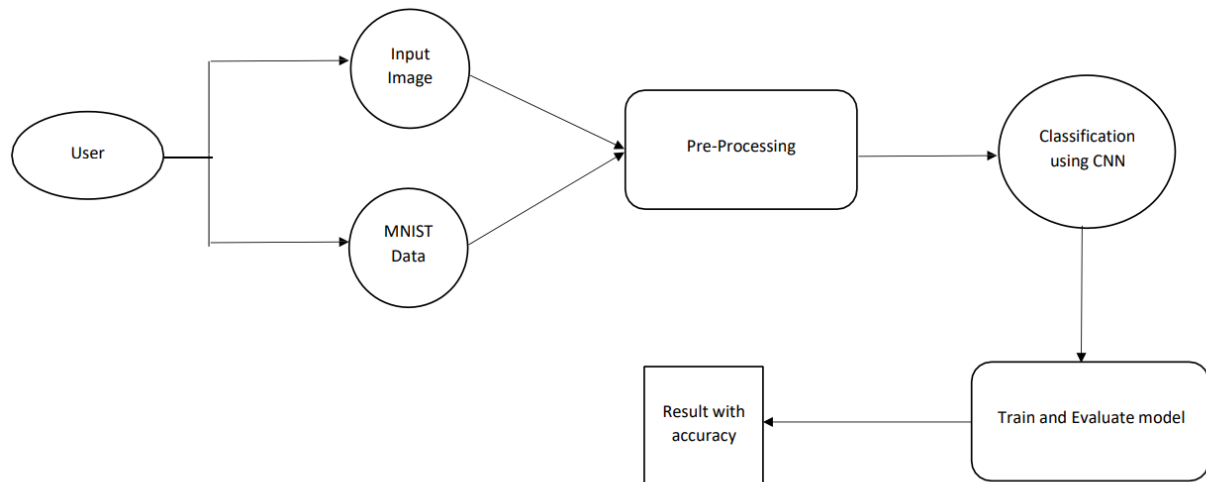 User
Input
Image
MNIST
Data
Pre-Processing
Classification
using CNN
Train and Evaluate model
Result with
accuracy